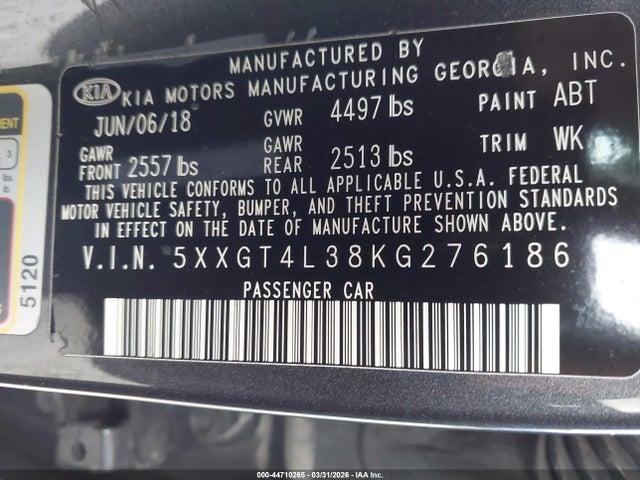 MANUFACTURED BY
KIA KIA MOTORS MANUFACTURING GEORGIA, INC.
JUN/06/18 GVWR 4497 lbs PAINT ABT
GAWR FRONT 2557 lbs GAWR REAR 2513 lbs TRIM WK
THIS VEHICLE CONFORMS TO ALL APPLICABLE U.S.A. FEDERAL
MOTOR VEHICLE SAFETY, BUMPER, AND THEFT PREVENTION STANDARDS
IN EFFECT ON THE DATE OF MANUFACTURE SHOWN ABOVE.
V.I.N. 5XXGT4L38KG276186
PASSENGER CAR
5120
000-44710265 - 03/31/2026 - IAAI, Inc.